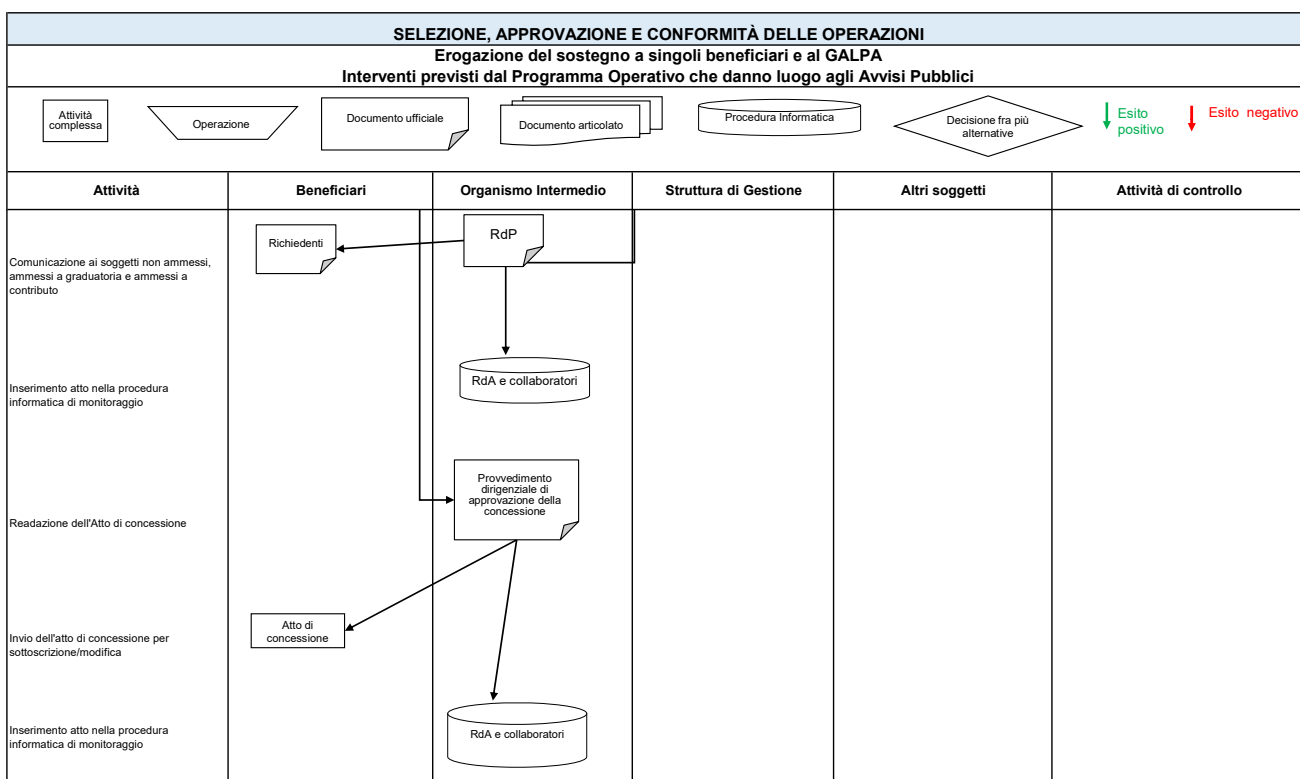 SELEZIONE, APPROVAZIONE E CONFORMITÀ DELLE OPERAZIONI
Erogazione del sostegno a singoli beneficiari e al GALPA
Interventi previsti dal Programma Operativo che danno luogo agli Avvisi Pubblici
Attività
complessa
Operazione
Documento ufficiale
Documento articolato
Procedura Informatica
Decisione fra più
alternative
Esito
positivo
Esito negativo
Attività
Beneficiari
Organismo Intermedio
Struttura di Gestione
Altri soggetti
Attività di controllo
Comunicazione ai soggetti non ammessi,
ammessi a graduatoria e ammessi a
contributo
Richiedenti
RdP
Inserimento atto nella procedura
informatica di monitoraggio
RdA e collaboratori
Readazione dell'Atto di concessione
Provvedimento
dirigenziale di
approvazione della
concessione
Invio dell'atto di concessione per
sottoscrizione/modifica
Atto di
concessione
Inserimento atto nella procedura
informatica di monitoraggio
RdA e collaboratori